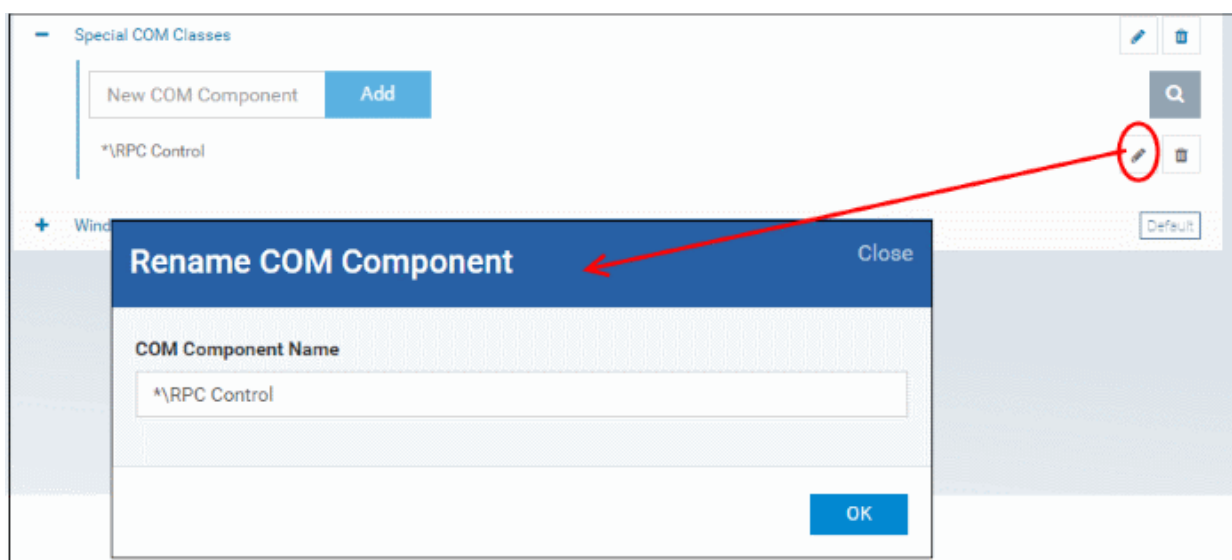 Special COM Classes
New COM Component Add
*\RPC Control
Wind
Default
Rename COM Component Close
COM Component Name
*\RPC Control
OK